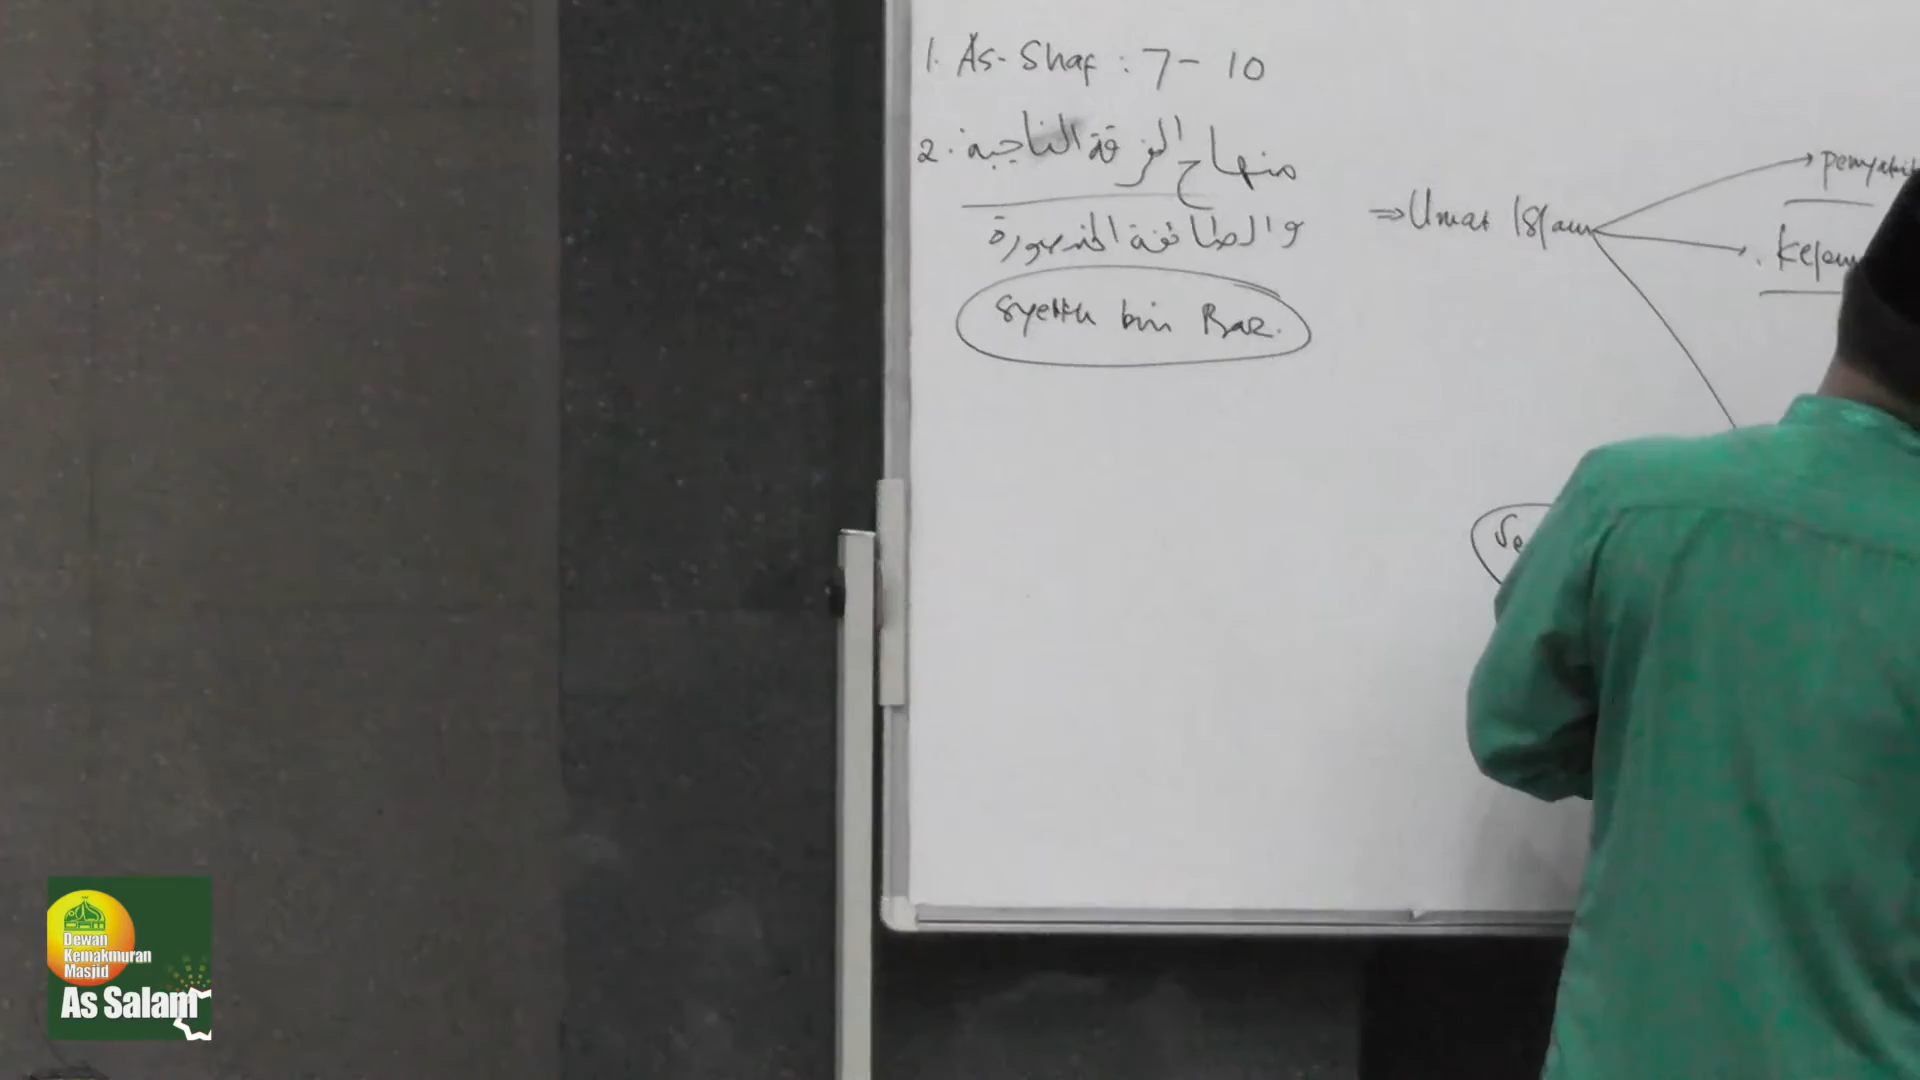 1. As-Shaf : 7 - 10
2. منهاج الفرقة الناجية
والطائفة المنصورة
Syeikh bin Baz.
⇒ Umat Islam
Dewan
Kemakmuran
Masjid
As Salam